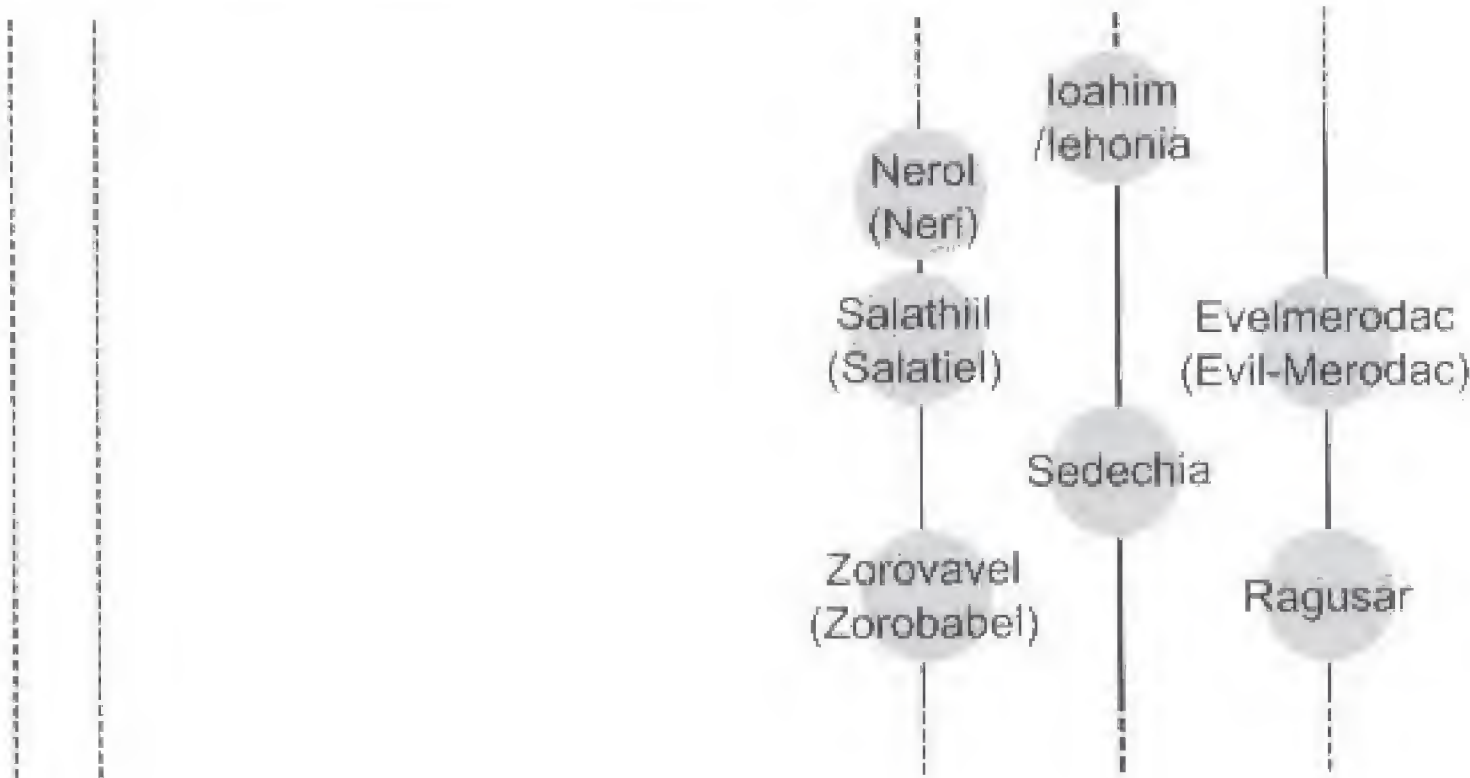 Ioahim
/Iehonia
Nerol
(Neri)
Salathiil
(Salatiel)
Evelmerodac
(Evil-Merodac)
Sedechia
Zorovavel
(Zorobabel)
Ragusar